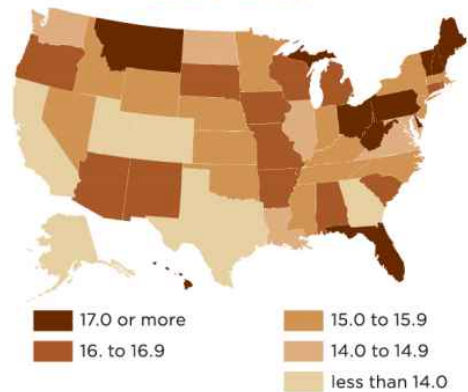 17.0 or more
16. to 16.9
15.0 to 15.9
14.0 to 14.9
less than 14.0